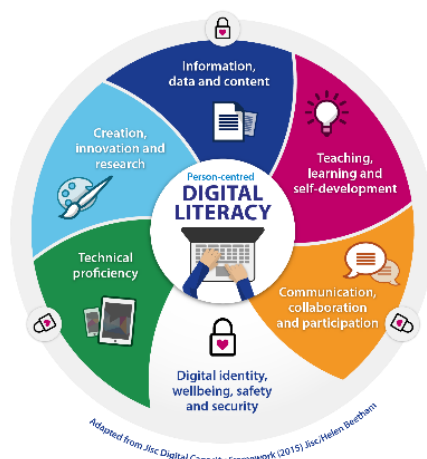 Information,
data and content
Teaching,
learning and
self-development
Communication,
collaboration
and participation
Digital identity,
wellbeing, safety
and security
Technical
proficiency
Creation,
innovation and
research
Person-centred
DIGITAL
LITERACY
Adapted from Jisc Digital Capacity Framework (2015) Jisc/Helen Beetham